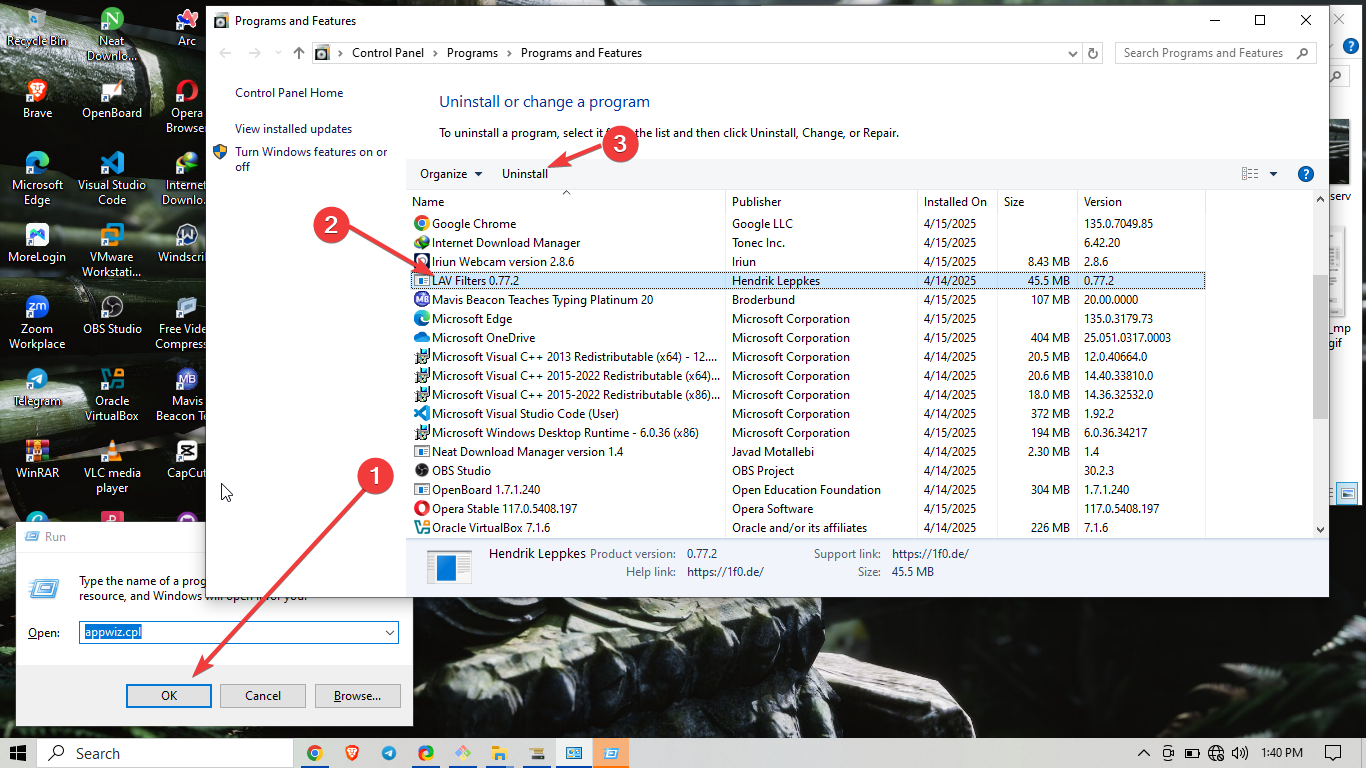 Recycle Bin
Neat
Downlo...
Arc
Brave
OpenBoard
Opera
Browse
Microsoft
Edge
Visual Studio
Code
Internet
Downlo...
MoreLogin
VMware
Workstati...
Windscri
Zoom
Workplace
OBS Studio
Free Vide
Compress
Telegram
Oracle
VirtualBox
Mavis
Beacon Te
WinRAR
VLC media
player
CapCut
Programs and Features
Control Panel
Programs
Programs and Features
Search Programs and Features
Control Panel Home
View installed updates
Turn Windows features on or
off
Uninstall or change a program
To uninstall a program, select it from the list and then click Uninstall, Change, or Repair.
3
Organize Uninstall
Name Publisher Installed On Size Version
2
Google Chrome Google LLC 4/15/2025 135.0.7049.85
Internet Download Manager Tonec Inc. 4/15/2025 6.42.20
Iriun Webcam version 2.8.6 Iriun 4/15/2025 8.43 MB 2.8.6
LAV Filters 0.77.2 Hendrik Leppkes 4/14/2025 45.5 MB 0.77.2
Mavis Beacon Teaches Typing Platinum 20 Broderbund 4/15/2025 107 MB 20.00.0000
Microsoft Edge Microsoft Corporation 4/15/2025 135.0.3179.73
Microsoft OneDrive Microsoft Corporation 4/15/2025 404 MB 25.051.0317.0003
Microsoft Visual C++ 2013 Redistributable (x64) - 12.... Microsoft Corporation 4/14/2025 20.5 MB 12.0.40664.0
Microsoft Visual C++ 2015-2022 Redistributable (x64)... Microsoft Corporation 4/14/2025 20.6 MB 14.40.33810.0
Microsoft Visual C++ 2015-2022 Redistributable (x86)... Microsoft Corporation 4/14/2025 18.0 MB 14.36.32532.0
Microsoft Visual Studio Code (User) Microsoft Corporation 4/14/2025 372 MB 1.92.2
Microsoft Windows Desktop Runtime - 6.0.36 (x86) Microsoft Corporation 4/15/2025 194 MB 6.0.36.34217
Neat Download Manager version 1.4 Javad Motallebi 4/14/2025 2.30 MB 1.4
OBS Studio OBS Project 4/14/2025 30.2.3
OpenBoard 1.7.1.240 Open Education Foundation 4/14/2025 304 MB 1.7.1.240
Opera Stable 117.0.5408.197 Opera Software 4/15/2025 117.0.5408.197
Oracle VirtualBox 7.1.6 Oracle and/or its affiliates 4/14/2025 226 MB 7.1.6
Hendrik Leppkes Product version: 0.77.2 Support link: https://1f0.de/
Help link: https://1f0.de/ Size: 45.5 MB
serv
_mp
gif
1
Run
Type the name of a prog
resource, and Windows will open it for you.
Open: appwiz.cpl
OK Cancel Browse...
Search
1:40 PM